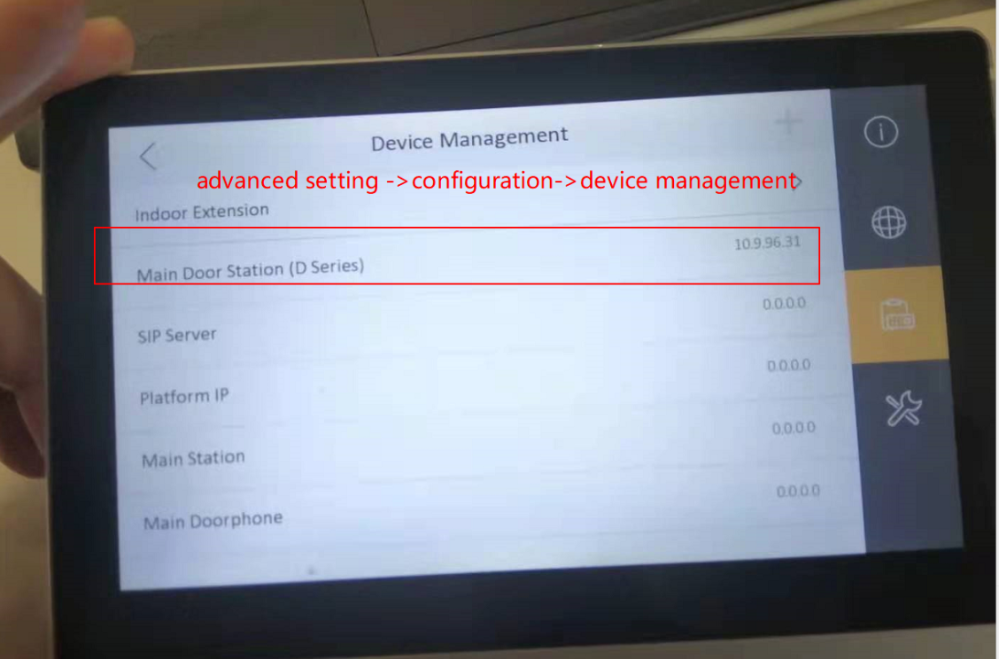 Device Management
advanced setting ->configuration->device management
Indoor Extension
Main Door Station (D Series) 10.9.96.31
SIP Server 0.0.0.0
Platform IP 0.0.0.0
Main Station 0.0.0.0
Main Doorphone 0.0.0.0